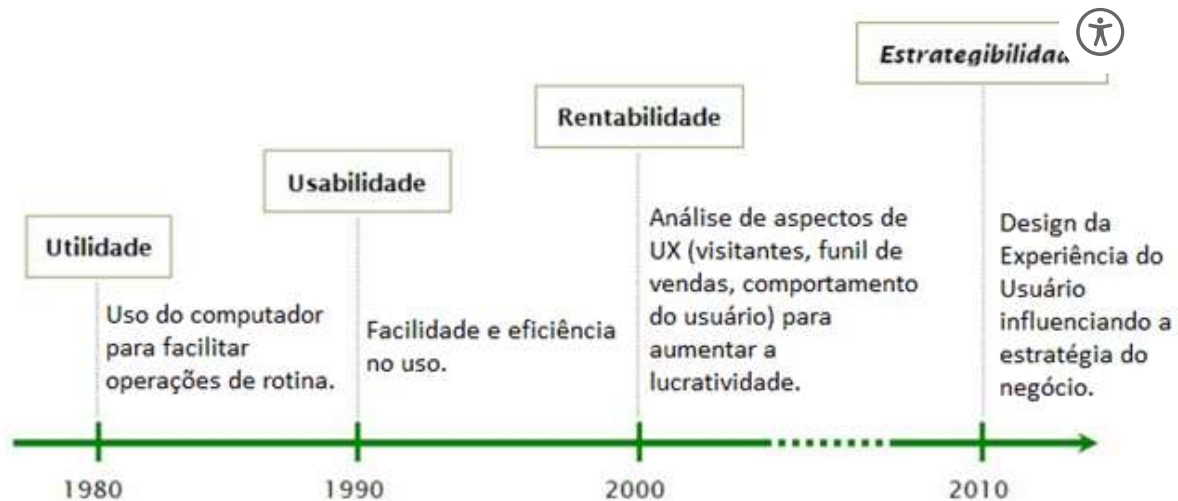 Estrategibilidad
Rentabilidade
Usabilidade
Utilidade
Uso do computador
para facilitar
operações de rotina.
Facilidade e eficiência
no uso.
Análise de aspectos de
UX (visitantes, funil de
vendas, comportamento
do usuário) para
aumentar a
lucratividade.
Design da
Experiência do
Usuário
influenciando a
estratégia do
negócio.
1980
1990
2000
2010